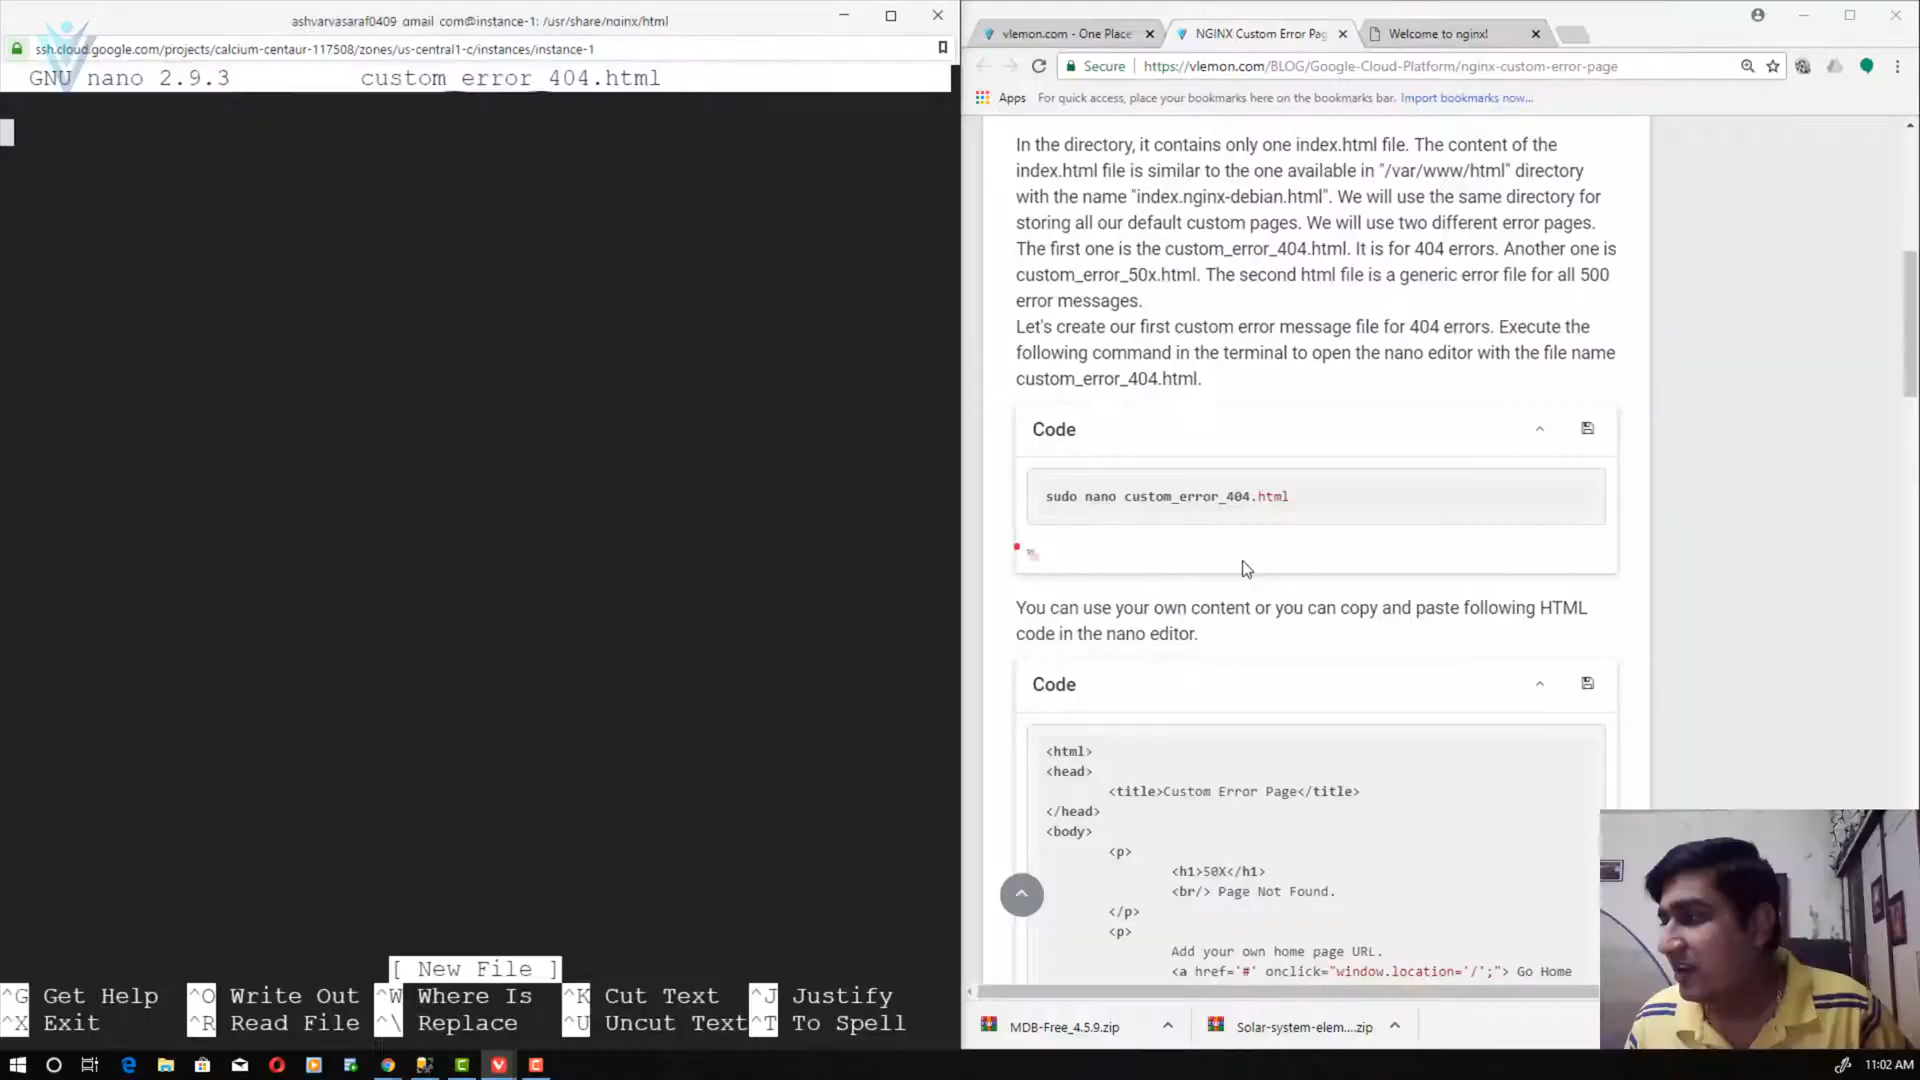 ashvarvasaraf0409_gmail_com@instance-1: /usr/share/nginx/html
ssh.cloud.google.com/projects/calcium-centaur-117508/zones/us-central1-c/instances/instance-1
GNU nano 2.9.3 custom_error_404.html
[ New File ]
^G Get Help ^O Write Out ^W Where Is ^K Cut Text ^J Justify
^X Exit ^R Read File ^\ Replace ^U Uncut Text ^T To Spell
vlemon.com - One Place
NGINX Custom Error Pag
Welcome to nginx!
Secure
https://vlemon.com/BLOG/Google-Cloud-Platform/nginx-custom-error-page
Apps For quick access, place your bookmarks here on the bookmarks bar. Import bookmarks now...
In the directory, it contains only one index.html file. The content of the
index.html file is similar to the one available in "/var/www/html" directory
with the name "index.nginx-debian.html". We will use the same directory for
storing all our default custom pages. We will use two different error pages.
The first one is the custom_error_404.html. It is for 404 errors. Another one is
custom_error_50x.html. The second html file is a generic error file for all 500
error messages.
Let's create our first custom error message file for 404 errors. Execute the
following command in the terminal to open the nano editor with the file name
custom_error_404.html.
Code
sudo nano custom_error_404.html
You can use your own content or you can copy and paste following HTML
code in the nano editor.
Code
<html>
<head>
<title>Custom Error Page</title>
</head>
<body>
<p>
<h1>50X</h1>
<br/> Page Not Found.
</p>
<p>
Add your own home page URL.
<a href='#' onclick="window.location='/';"> Go Home
MDB-Free_4.5.9.zip
Solar-system-elem....zip
11:02 AM